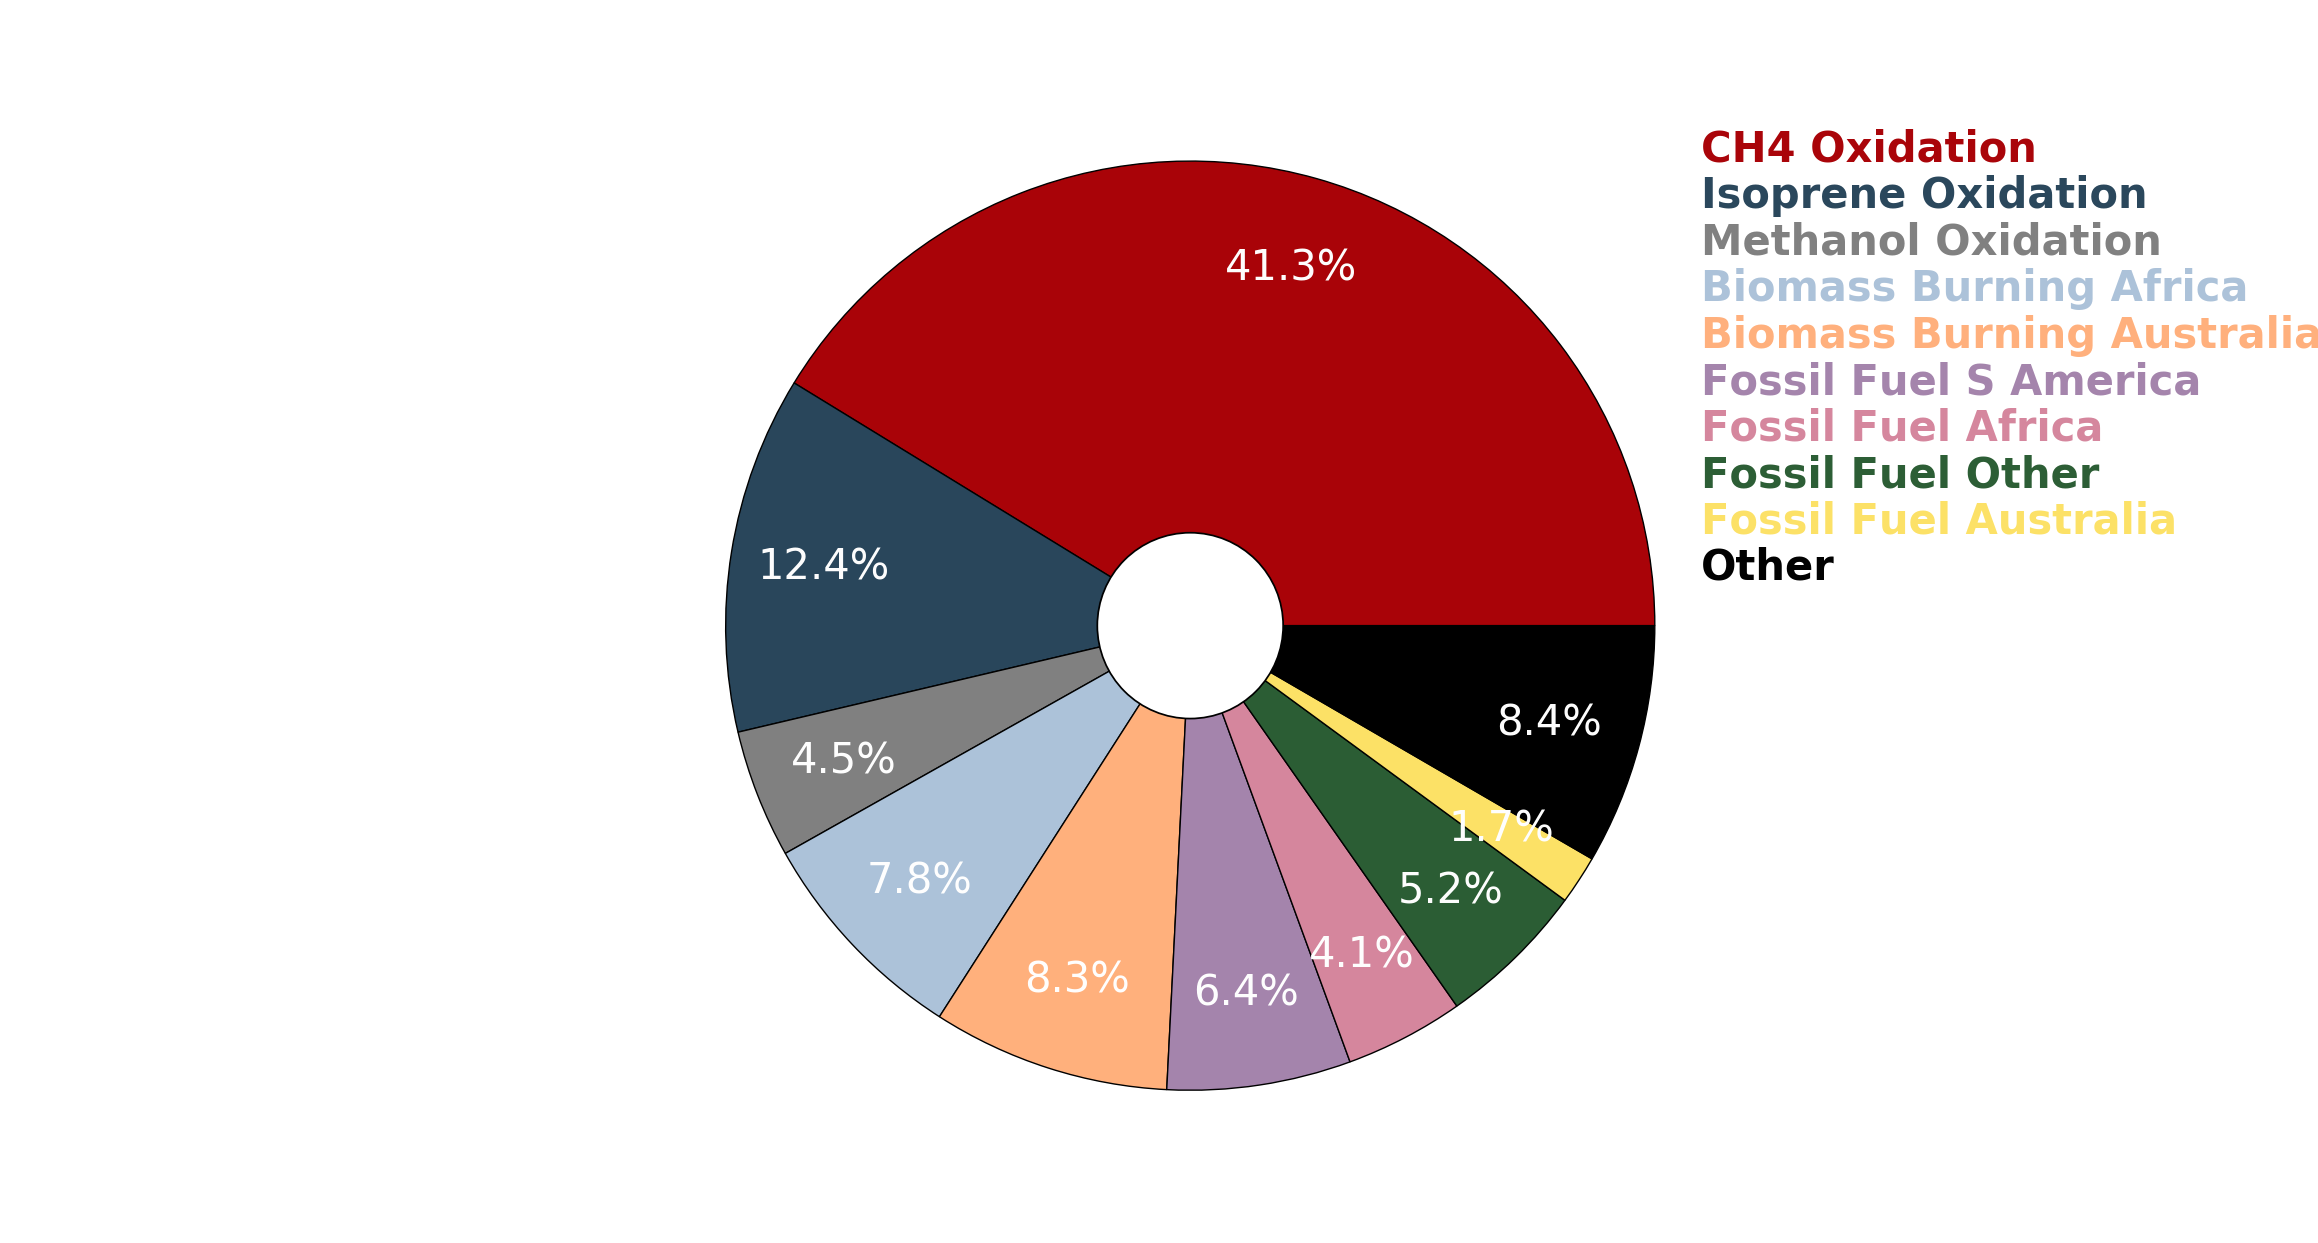 CH4 Oxidation
Isoprene Oxidation
Methanol Oxidation
Biomass Burning Africa
Biomass Burning Australia
Fossil Fuel S America
Fossil Fuel Africa
Fossil Fuel Other
Fossil Fuel Australia
Other
41.3%
12.4%
4.5%
7.8%
8.3%
6.4%
4.1%
5.2%
1.7%
8.4%